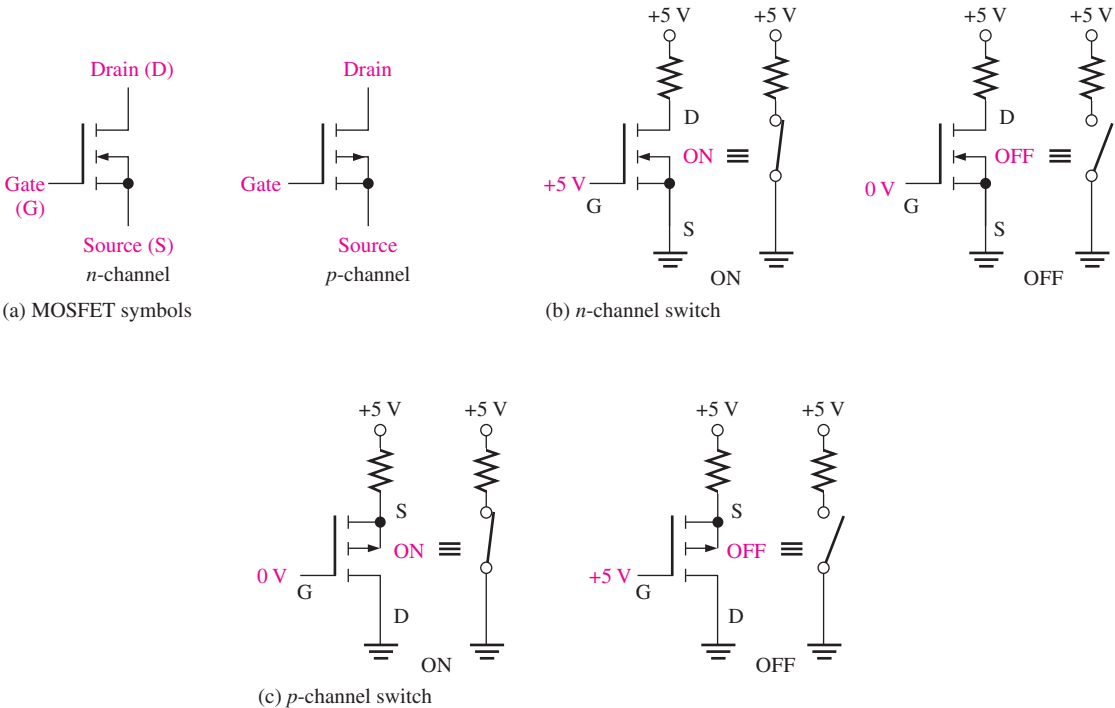 Drain (D)
Gate
(G)
Source (S)
n-channel
Drain
Gate
Source
p-channel
(a) MOSFET symbols
+5 V
+5 V
D
ON
+5 V
G
S
ON
+5 V
+5 V
D
OFF
0 V
G
S
OFF
(b) n-channel switch
+5 V
+5 V
S
ON
0 V
G
D
ON
+5 V
+5 V
S
OFF
+5 V
G
D
OFF
(c) p-channel switch